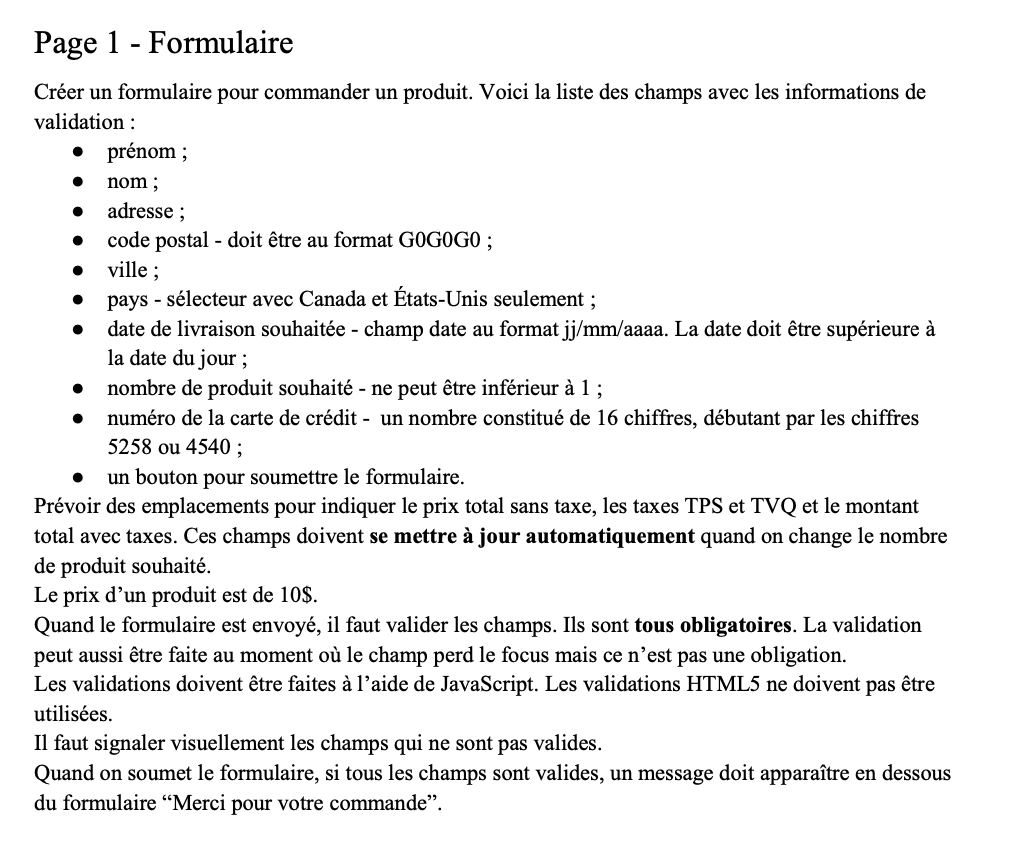 Page 1 - Formulaire
Créer un formulaire pour commander un produit. Voici la liste des champs avec les informations de
validation :
● prénom ;
● nom ;
● adresse ;
● code postal - doit être au format G0G0G0 ;
● ville ;
● pays - sélecteur avec Canada et États-Unis seulement ;
● date de livraison souhaitée - champ date au format jj/mm/aaaa. La date doit être supérieure à
la date du jour ;
● nombre de produit souhaité - ne peut être inférieur à 1 ;
● numéro de la carte de crédit - un nombre constitué de 16 chiffres, débutant par les chiffres
5258 ou 4540 ;
● un bouton pour soumettre le formulaire.
Prévoir des emplacements pour indiquer le prix total sans taxe, les taxes TPS et TVQ et le montant
total avec taxes. Ces champs doivent se mettre à jour automatiquement quand on change le nombre
de produit souhaité.
Le prix d’un produit est de 10$.
Quand le formulaire est envoyé, il faut valider les champs. Ils sont tous obligatoires. La validation
peut aussi être faite au moment où le champ perd le focus mais ce n’est pas une obligation.
Les validations doivent être faites à l’aide de JavaScript. Les validations HTML5 ne doivent pas être
utilisées.
Il faut signaler visuellement les champs qui ne sont pas valides.
Quand on soumet le formulaire, si tous les champs sont valides, un message doit apparaître en dessous
du formulaire “Merci pour votre commande”.